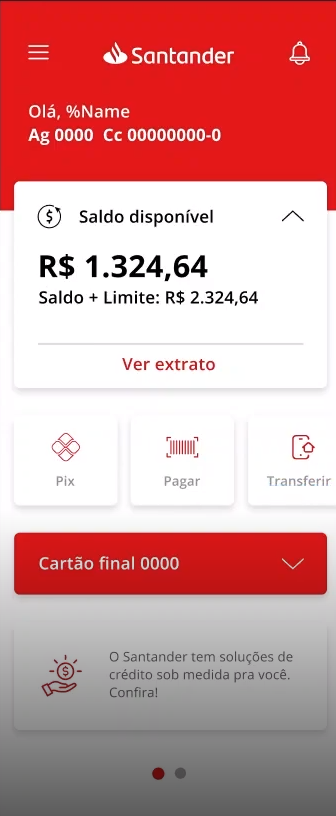 Santander
Olá, %Name
Ag 0000 Cc 00000000-0
Saldo disponível
R$ 1.324,64
Saldo + Limite: R$ 2.324,64
Ver extrato
Pix
Pagar
Transferir
Cartão final 0000
O Santander tem soluções de
crédito sob medida pra você.
Confira!